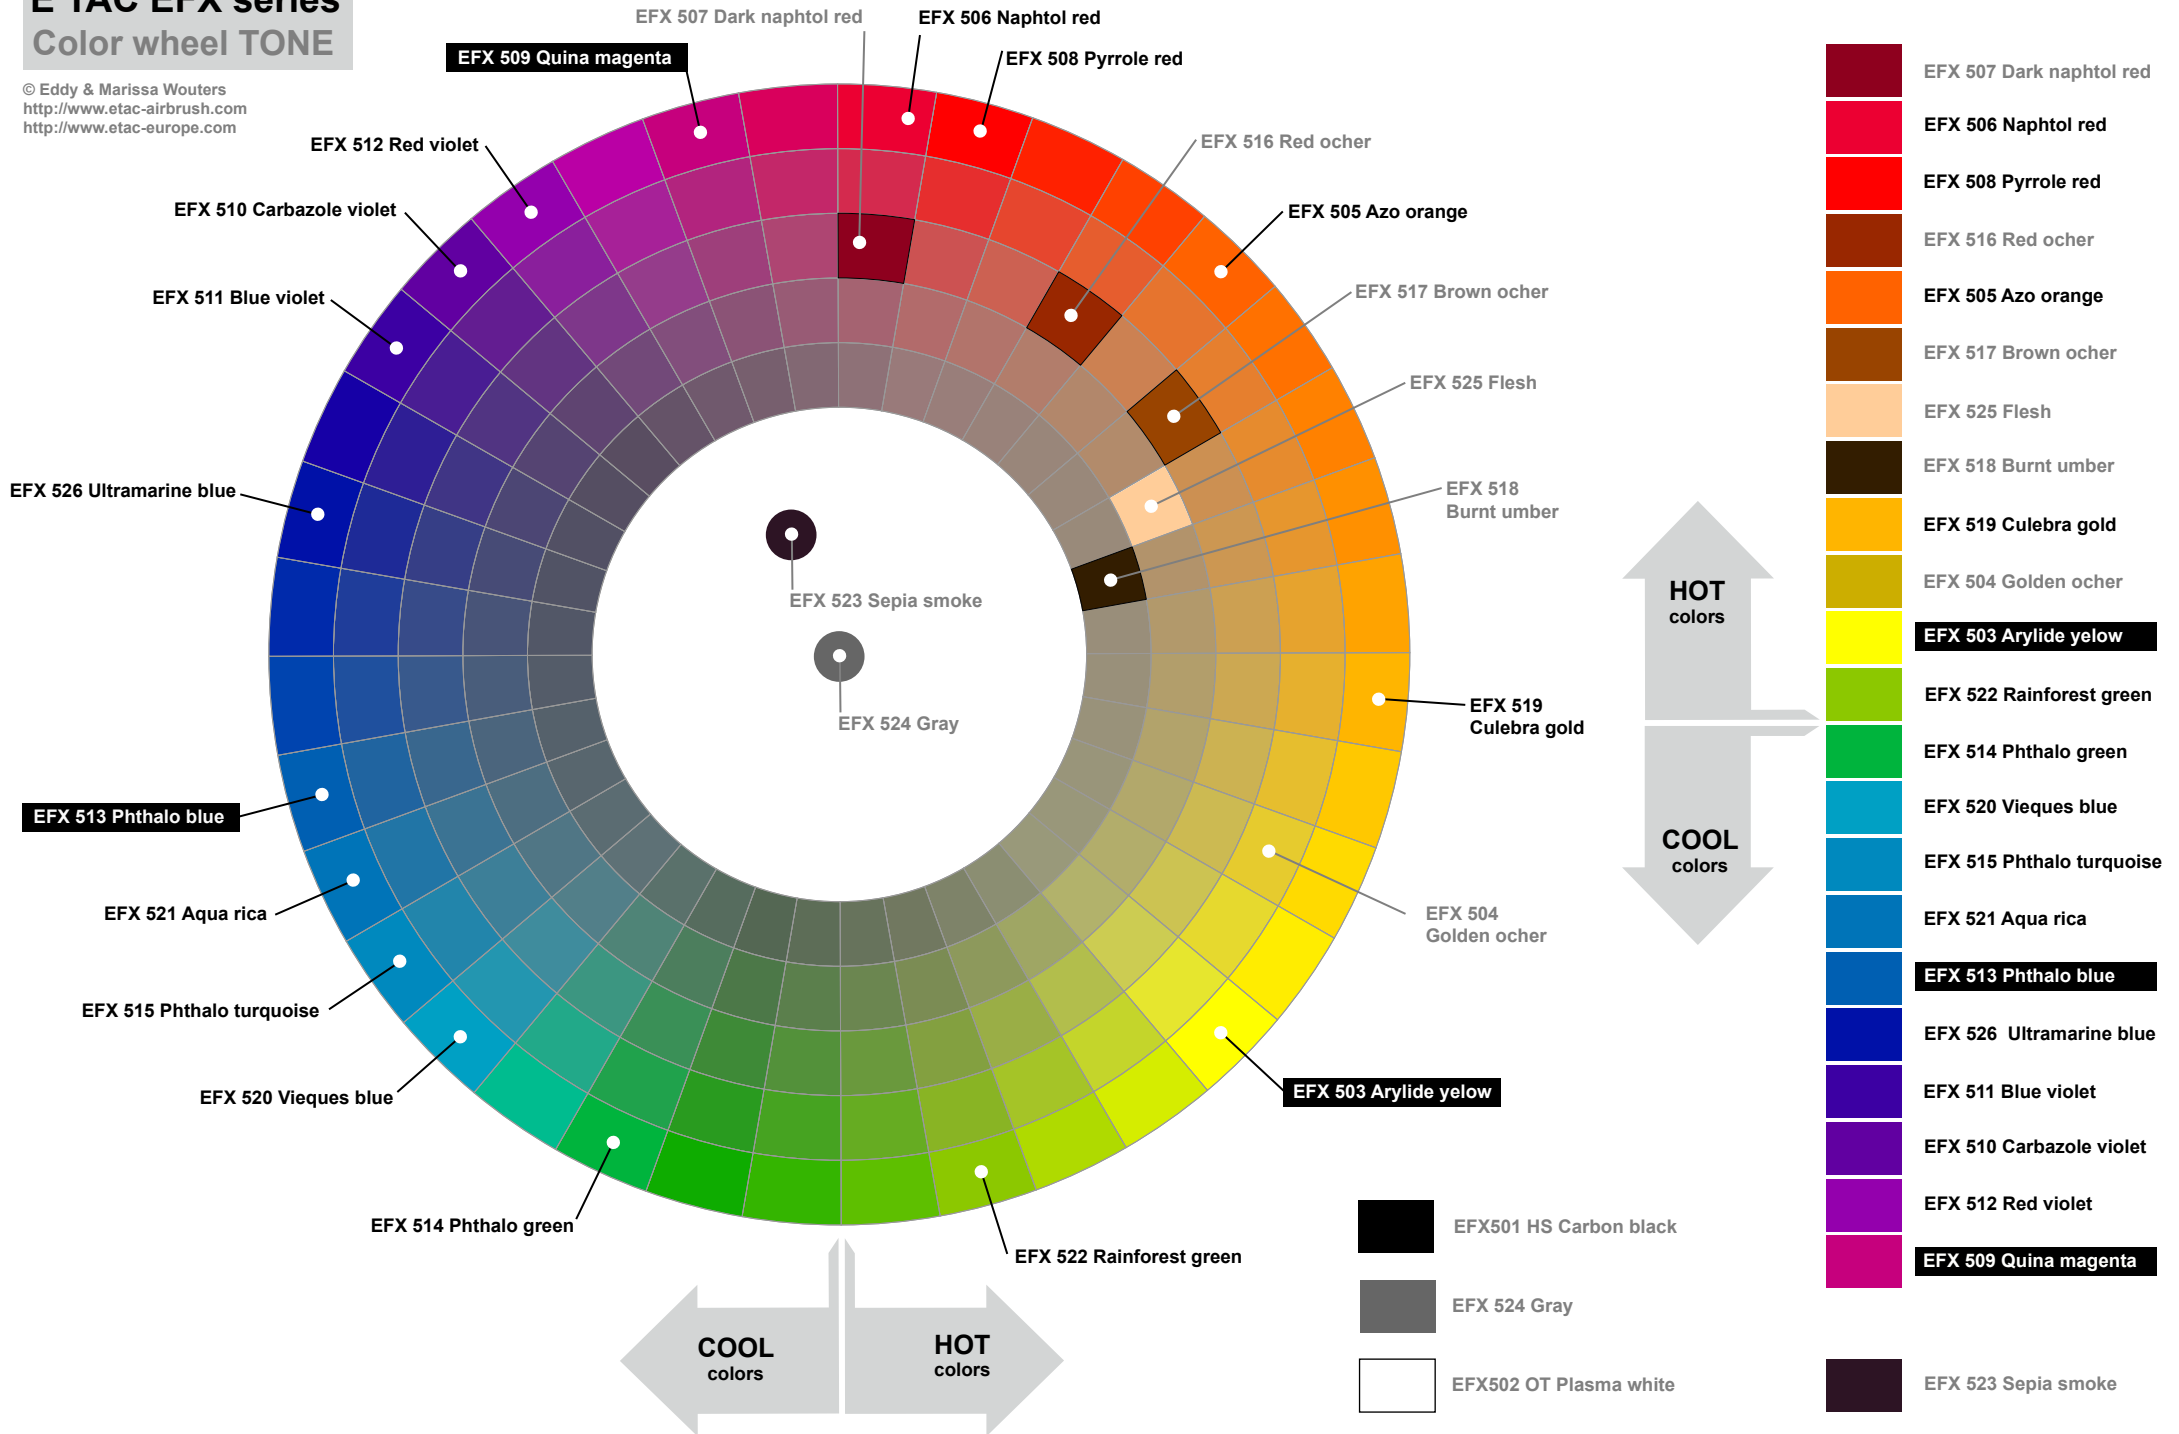 E TAC EFX series
Color wheel TONE
© Eddy & Marissa Wouters
http://www.etac-airbrush.com
http://www.etac-europe.com
EFX 507 Dark naphtol red
EFX 506 Naphtol red
EFX 509 Quina magenta
EFX 508 Pyrrole red
EFX 512 Red violet
EFX 516 Red ocher
EFX 510 Carbazole violet
EFX 505 Azo orange
EFX 511 Blue violet
EFX 517 Brown ocher
EFX 525 Flesh
EFX 526 Ultramarine blue
EFX 518
Burnt umber
EFX 523 Sepia smoke
EFX 524 Gray
EFX 519
Culebra gold
EFX 513 Phthalo blue
EFX 521 Aqua rica
EFX 504
Golden ocher
EFX 515 Phthalo turquoise
EFX 520 Vieques blue
EFX 503 Arylide yelow
EFX 514 Phthalo green
EFX 522 Rainforest green
COOL
colors
HOT
colors
EFX501 HS Carbon black
EFX 524 Gray
EFX502 OT Plasma white
HOT
colors
COOL
colors
EFX 507 Dark naphtol red
EFX 506 Naphtol red
EFX 508 Pyrrole red
EFX 516 Red ocher
EFX 505 Azo orange
EFX 517 Brown ocher
EFX 525 Flesh
EFX 518 Burnt umber
EFX 519 Culebra gold
EFX 504 Golden ocher
EFX 503 Arylide yelow
EFX 522 Rainforest green
EFX 514 Phthalo green
EFX 520 Vieques blue
EFX 515 Phthalo turquoise
EFX 521 Aqua rica
EFX 513 Phthalo blue
EFX 526 Ultramarine blue
EFX 511 Blue violet
EFX 510 Carbazole violet
EFX 512 Red violet
EFX 509 Quina magenta
EFX 523 Sepia smoke